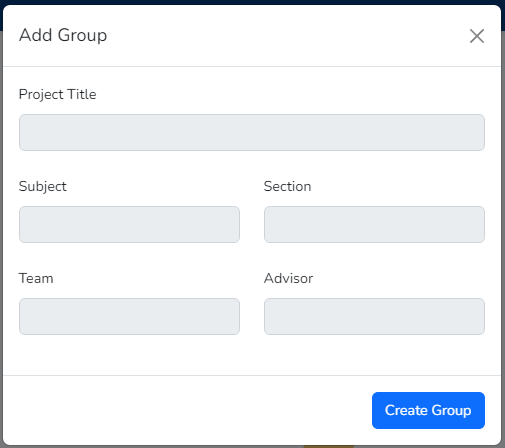 Add Group
Project Title
Subject Section
Team Advisor
Create Group